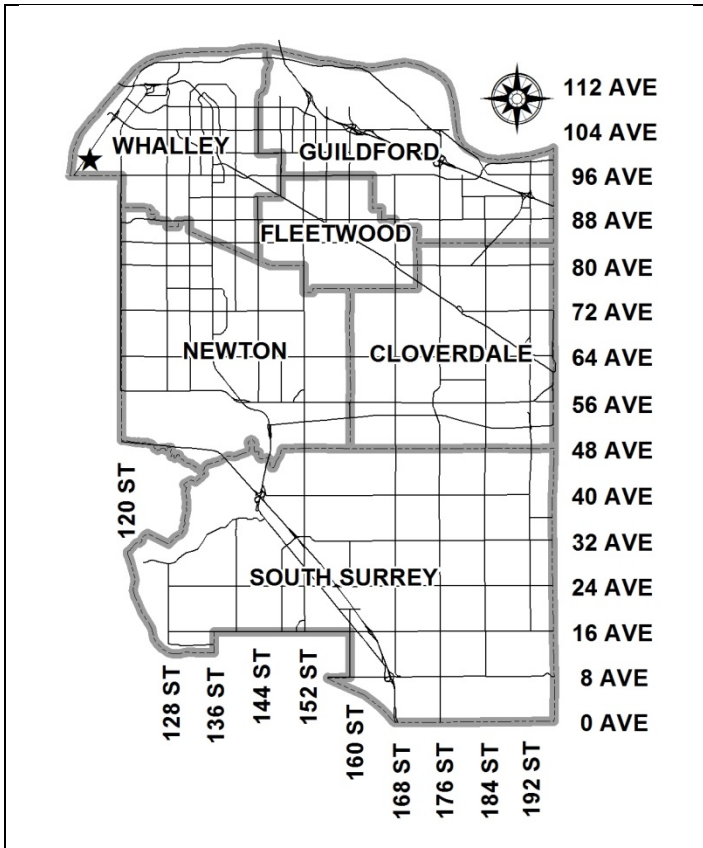 112 AVE
104 AVE
WHALLEY
GUILDFORD
96 AVE
88 AVE
FLEETWOOD
80 AVE
72 AVE
NEWTON
CLOVERDALE
64 AVE
56 AVE
48 AVE
120 ST
40 AVE
32 AVE
SOUTH SURREY
24 AVE
16 AVE
128 ST
136 ST
144 ST
152 ST
160 ST
8 AVE
0 AVE
168 ST
176 ST
184 ST
192 ST